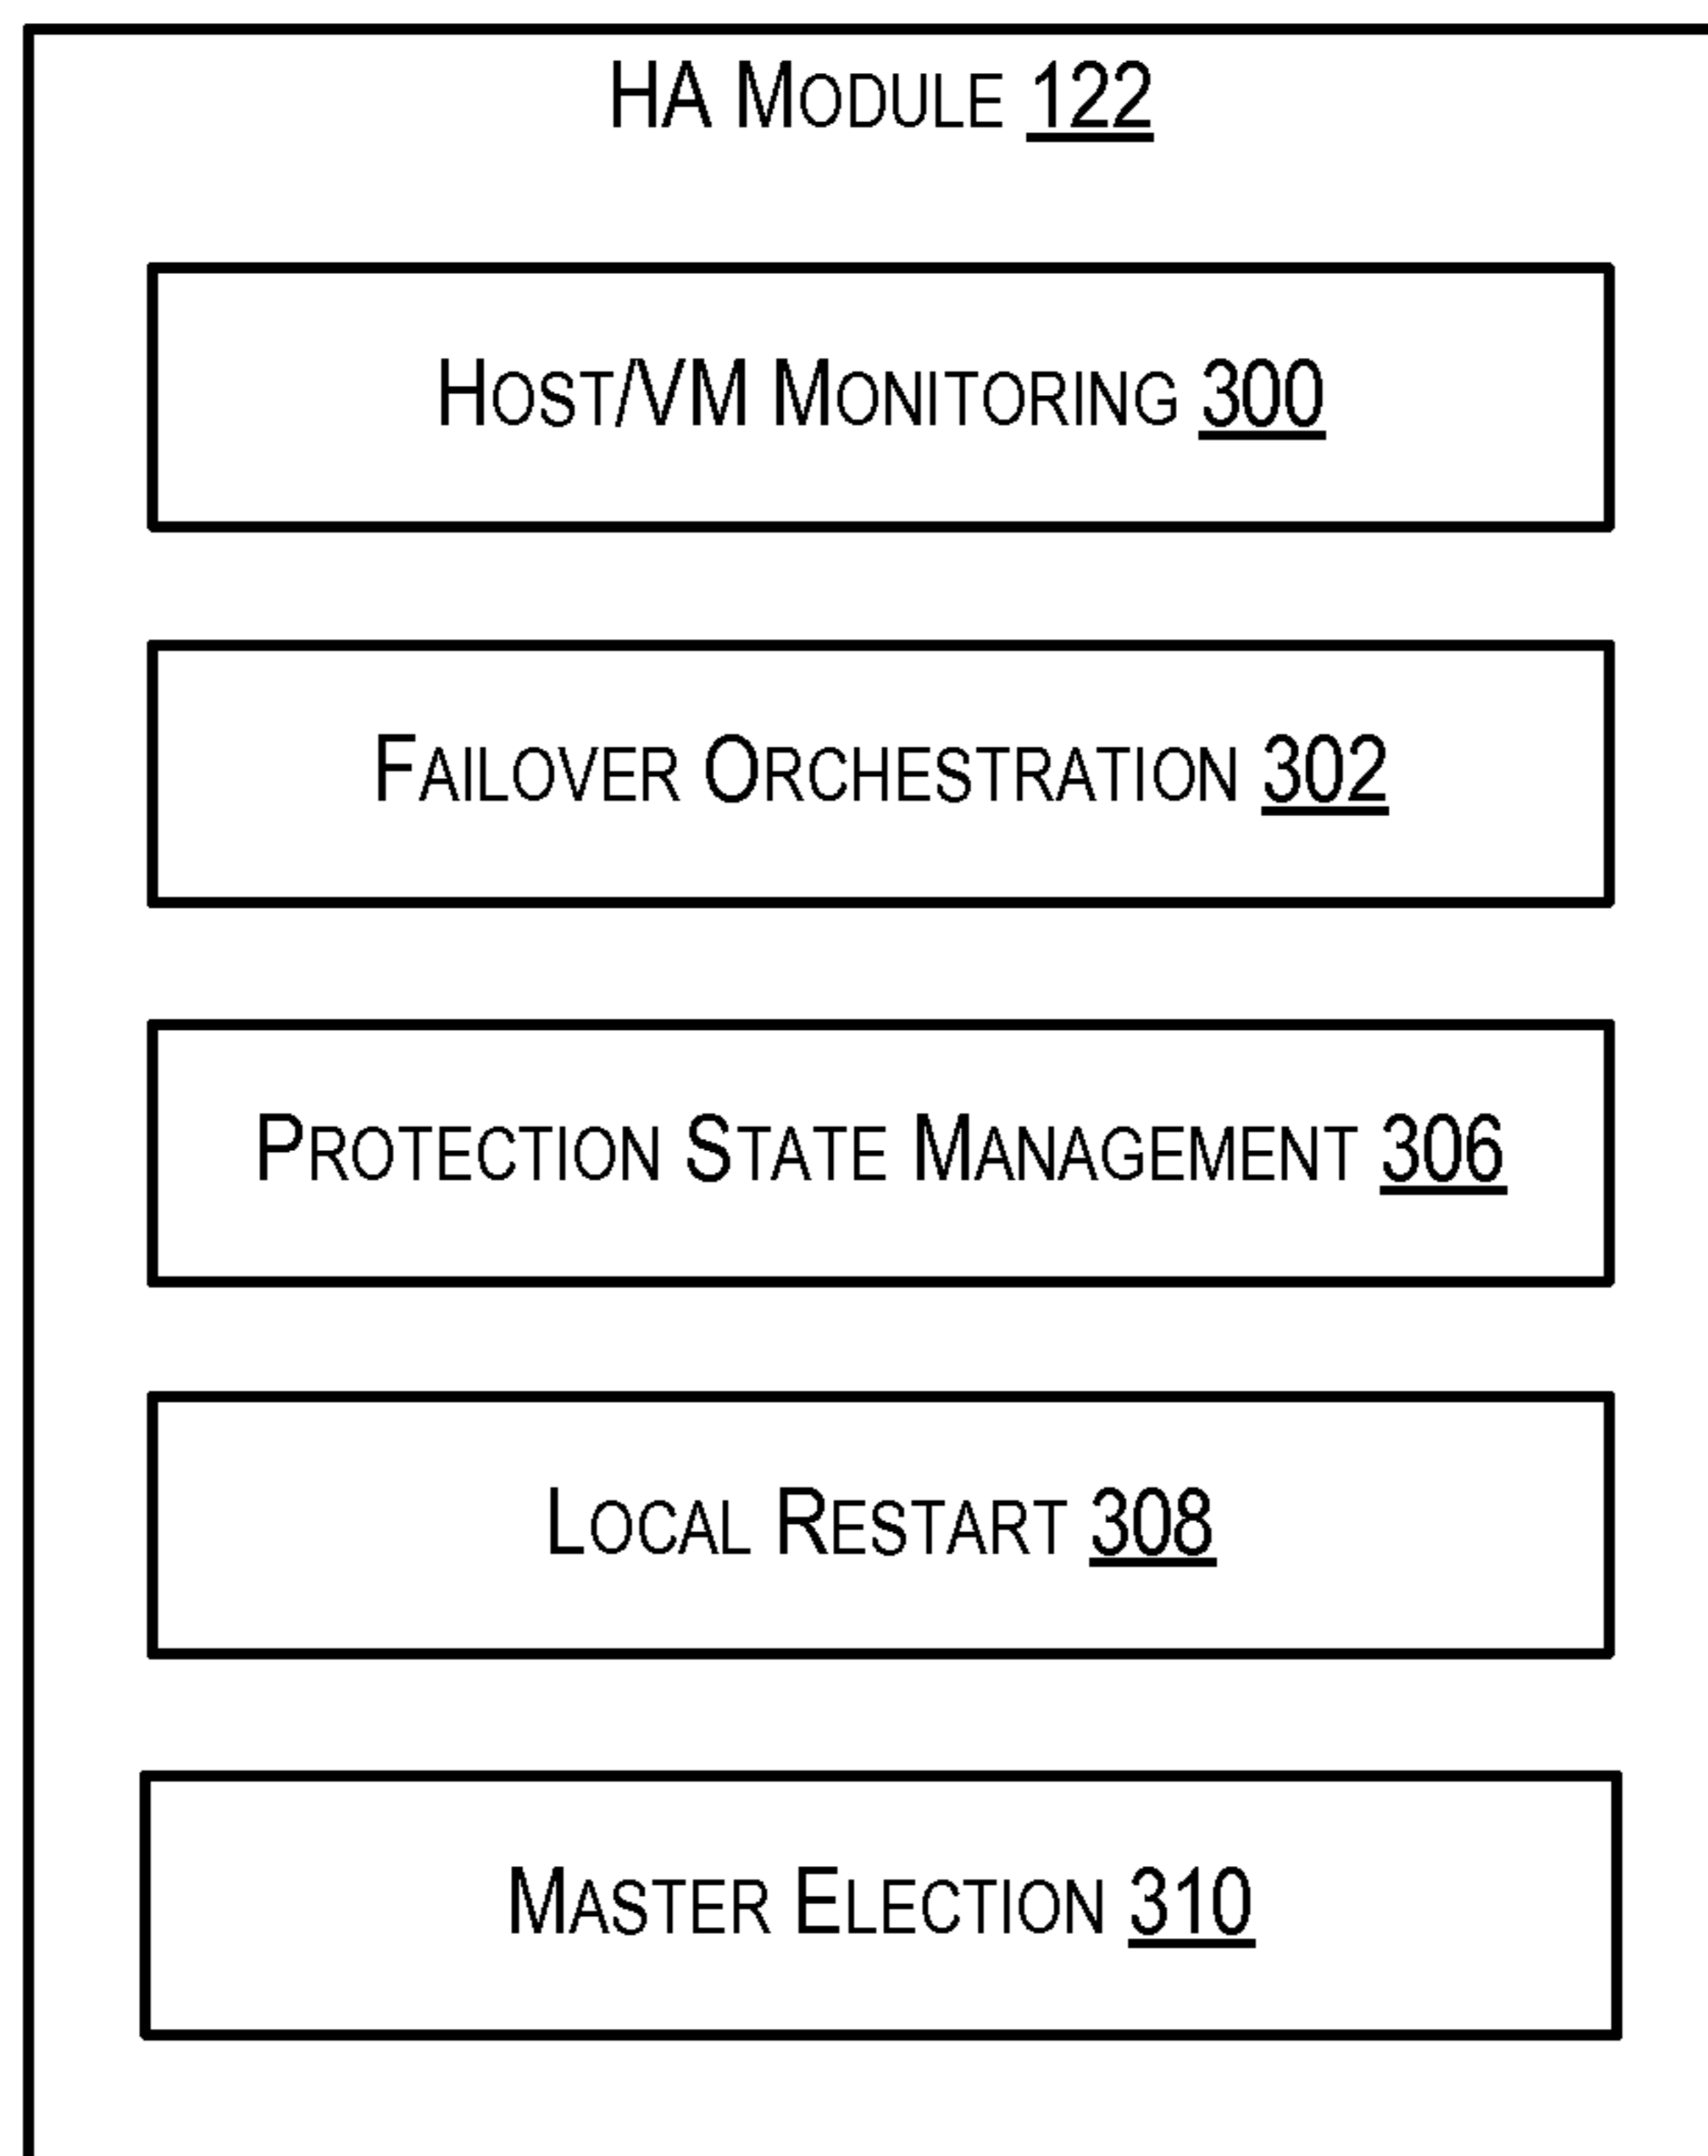 HA MODULE 122
HOST/VM MONITORING 300
FAILOVER ORCHESTRATION 302
PROTECTION STATE MANAGEMENT 306
LOCAL RESTART 308
MASTER ELECTION 310